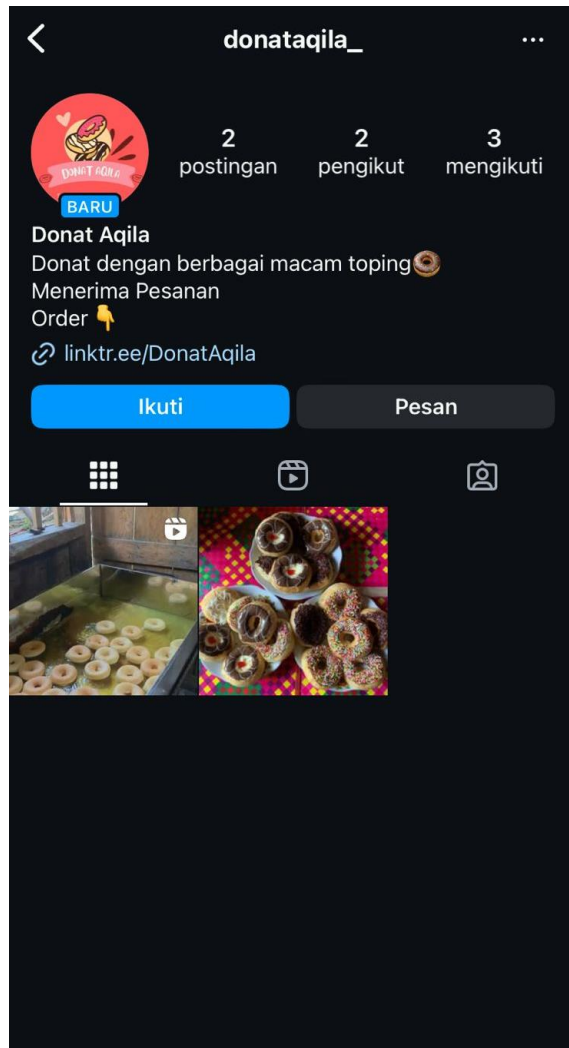 donataqila_
DONAT AQILA
BARU
2 postingan
2 pengikut
3 mengikuti
Donat Aqila
Donat dengan berbagai macam toping🍩
Menerima Pesanan
Order 👇
linktr.ee/DonatAqila
Ikuti
Pesan